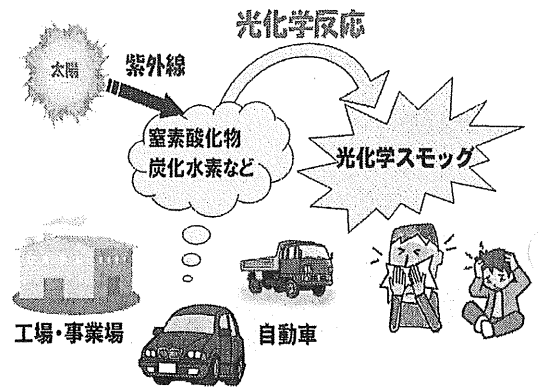 光化学反応
太陽
紫外線
窒素酸化物
炭化水素など
光化学スモッグ
工場・事業場
自動車